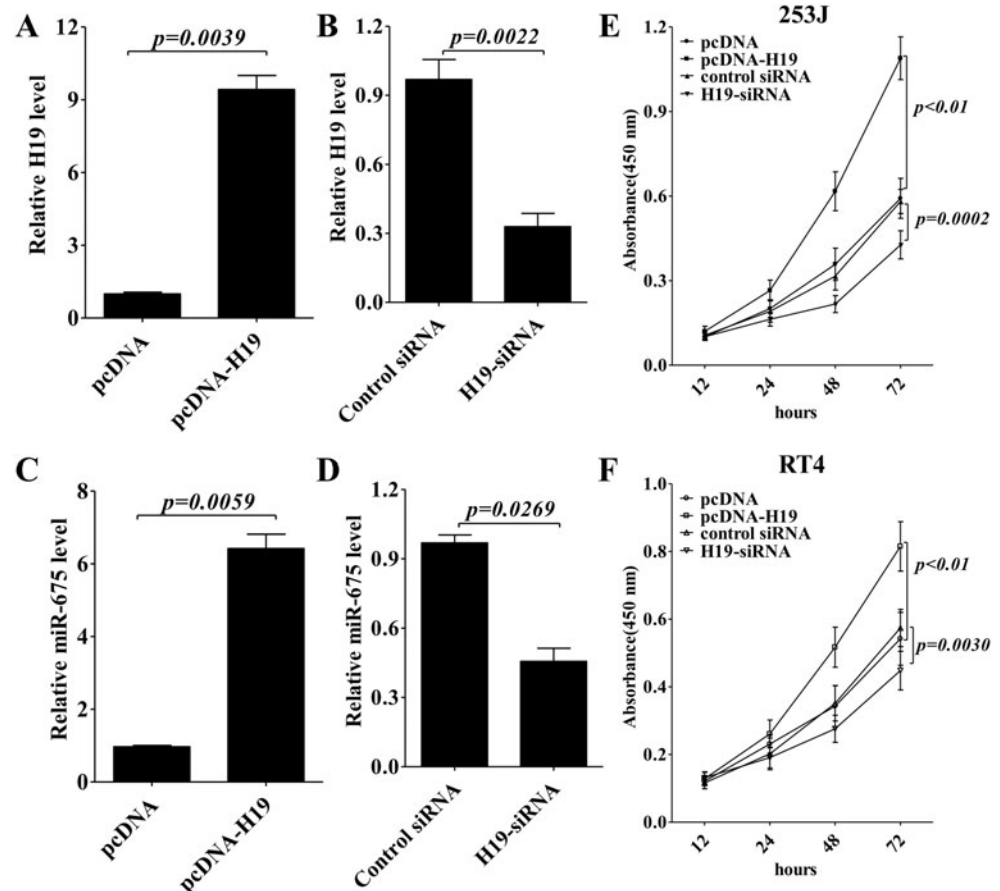 A
Relative H19 level
12
9
6
3
0
p=0.0039
pcDNA
pcDNA-H19
B
Relative H19 level
1.2
0.9
0.6
0.3
0.0
p=0.0022
Control siRNA
H19-siRNA
E
253J
Absorbance(450 nm)
1.2
0.9
0.6
0.3
0.0
pcDNA
pcDNA-H19
control siRNA
H19-siRNA
p<0.01
p=0.0002
12
24
48
72
hours
C
Relative miR-675 level
8
6
4
2
0
p=0.0059
pcDNA
pcDNA-H19
D
Relative miR-675 level
1.2
0.9
0.6
0.3
0.0
p=0.0269
Control siRNA
H19-siRNA
F
RT4
Absorbance(450 nm)
1.0
0.8
0.6
0.4
0.2
0.0
pcDNA
pcDNA-H19
control siRNA
H19-siRNA
p<0.01
p=0.0030
12
24
48
72
hours